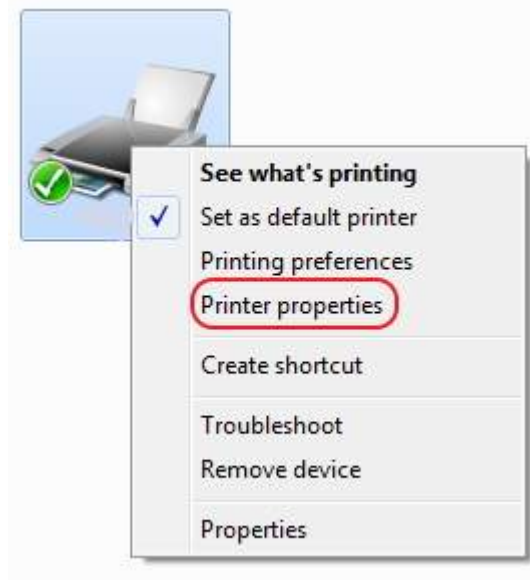 See what's printing
Set as default printer
Printing preferences
Printer properties
Create shortcut
Troubleshoot
Remove device
Properties